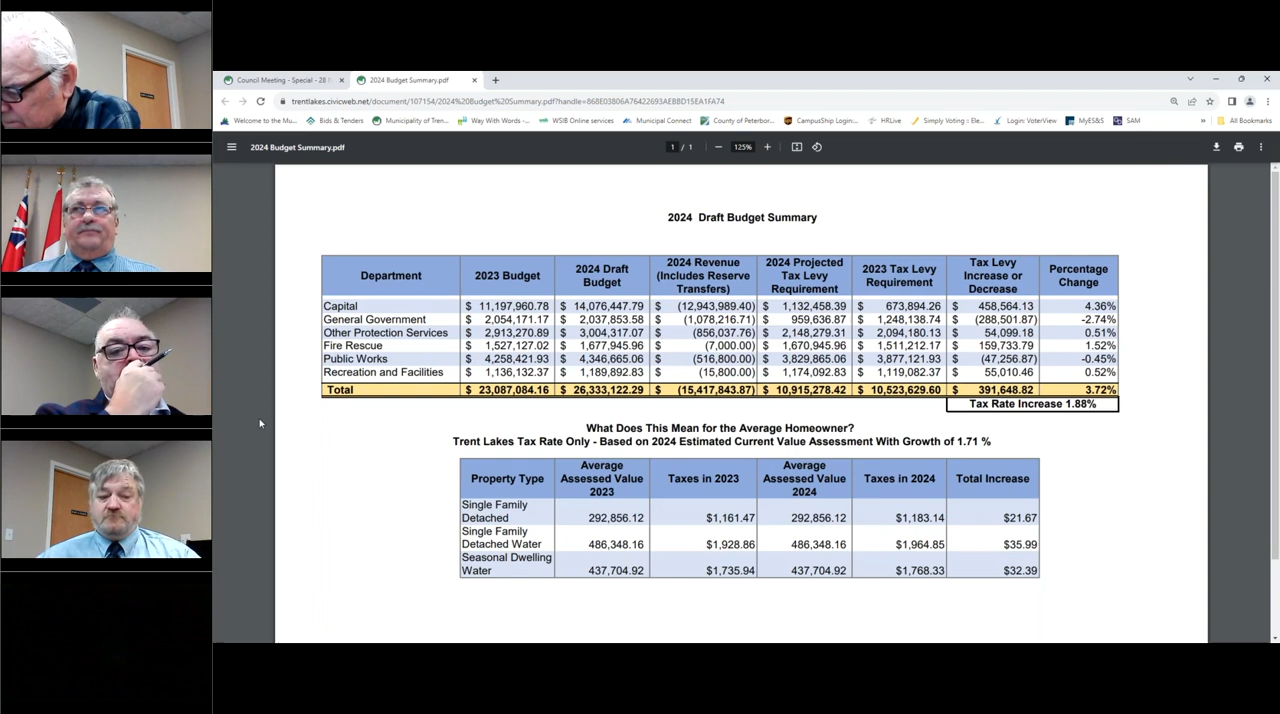 Council Meeting - Special - 28
2024 Budget Summary.pdf
trentlakes.civicweb.net/document/107154/2024%20Budget%20Summary.pdf?handle=868E03806A76422693AEBBD15EA1FA74
Welcome to the Mu... Bids & Tenders Municipality of Tren... Way With Words -... WSIB Online services Municipal Connect County of Peterbor... CampusShip Login:... HRLive Simply Voting :: Ele... Login: VoterView MyES&S SAM » All Bookmarks
2024 Budget Summary.pdf 1 / 1 125%
2024 Draft Budget Summary
Department 2023 Budget 2024 Draft Budget 2024 Revenue (Includes Reserve Transfers) 2024 Projected Tax Levy Requirement 2023 Tax Levy Requirement Tax Levy Increase or Decrease Percentage Change
Capital $ 11,197,960.78 $ 14,076,447.79 $ (12,943,989.40) $ 1,132,458.39 $ 673,894.26 $ 458,564.13 4.36%
General Government $ 2,054,171.17 $ 2,037,853.58 $ (1,078,216.71) $ 959,636.87 $ 1,248,138.74 $ (288,501.87) -2.74%
Other Protection Services $ 2,913,270.89 $ 3,004,317.07 $ (856,037.76) $ 2,148,279.31 $ 2,094,180.13 $ 54,099.18 0.51%
Fire Rescue $ 1,527,127.02 $ 1,677,945.96 $ (7,000.00) $ 1,670,945.96 $ 1,511,212.17 $ 159,733.79 1.52%
Public Works $ 4,258,421.93 $ 4,346,665.06 $ (516,800.00) $ 3,829,865.06 $ 3,877,121.93 $ (47,256.87) -0.45%
Recreation and Facilities $ 1,136,132.37 $ 1,189,892.83 $ (15,800.00) $ 1,174,092.83 $ 1,119,082.37 $ 55,010.46 0.52%
Total $ 23,087,084.16 $ 26,333,122.29 $ (15,417,843.87) $ 10,915,278.42 $ 10,523,629.60 $ 391,648.82 3.72%
Tax Rate Increase 1.88%
What Does This Mean for the Average Homeowner?
Trent Lakes Tax Rate Only - Based on 2024 Estimated Current Value Assessment With Growth of 1.71 %
Property Type Average Assessed Value 2023 Taxes in 2023 Average Assessed Value 2024 Taxes in 2024 Total Increase
Single Family
Detached 292,856.12 $1,161.47 292,856.12 $1,183.14 $21.67
Single Family
Detached Water 486,348.16 $1,928.86 486,348.16 $1,964.85 $35.99
Seasonal Dwelling
Water 437,704.92 $1,735.94 437,704.92 $1,768.33 $32.39